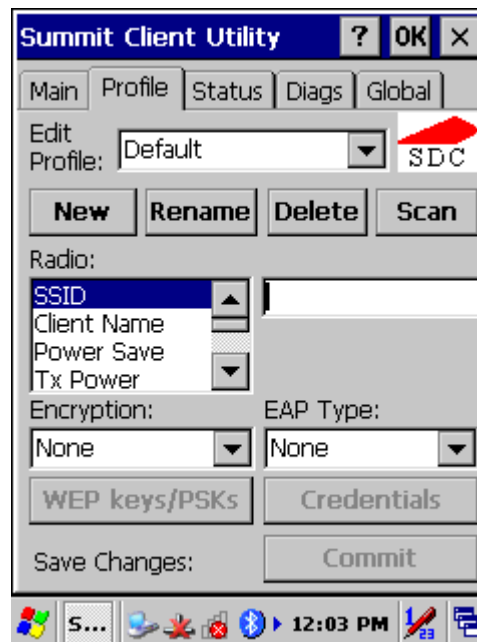 Summit Client Utility ? OK ×
Main Profile Status Diags Global
Edit
Profile: Default
SDC
New Rename Delete Scan
Radio:
SSID
Client Name
Power Save
Tx Power
Encryption: EAP Type:
None None
WEP keys/PSKs Credentials
Save Changes: Commit
S... 12:03 PM 1/23